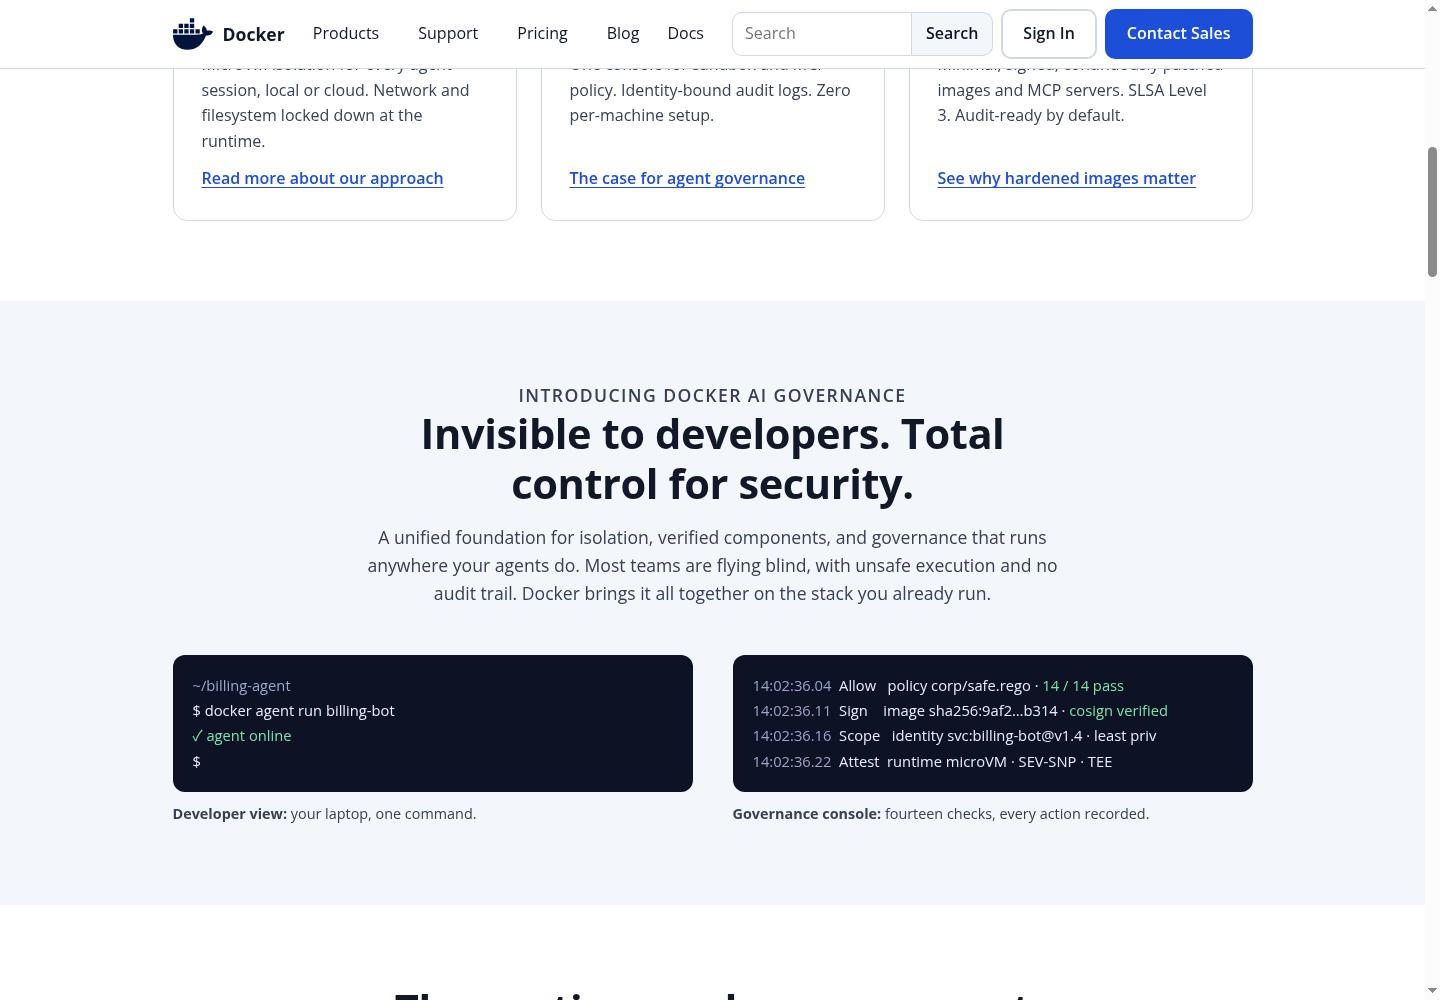 Docker
Products
Support
Pricing
Blog
Docs
Search
Search
Sign In
Contact Sales
session, local or cloud. Network and
filesystem locked down at the
runtime.
Read more about our approach
policy. Identity-bound audit logs. Zero
per-machine setup.
The case for agent governance
images and MCP servers. SLSA Level
3. Audit-ready by default.
See why hardened images matter
INTRODUCING DOCKER AI GOVERNANCE
Invisible to developers. Total
control for security.
A unified foundation for isolation, verified components, and governance that runs
anywhere your agents do. Most teams are flying blind, with unsafe execution and no
audit trail. Docker brings it all together on the stack you already run.
~/billing-agent
$ docker agent run billing-bot
✓ agent online
$
Developer view: your laptop, one command.
14:02:36.04 Allow policy corp/safe.rego · 14 / 14 pass
14:02:36.11 Sign image sha256:9af2…b314 · cosign verified
14:02:36.16 Scope identity svc:billing-bot@v1.4 · least priv
14:02:36.22 Attest runtime microVM · SEV-SNP · TEE
Governance console: fourteen checks, every action recorded.